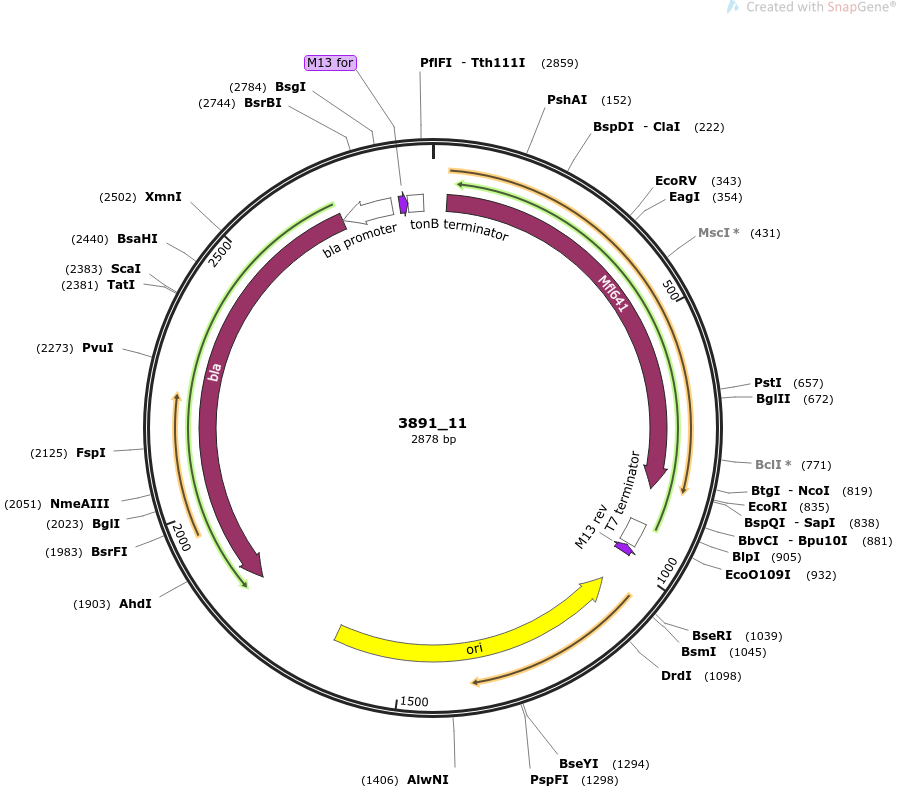 Created with SnapGene®
M13 for
PflFI - Tth111I (2859)
(2784) BsgI
(2744) BsrBI
PshAI (152)
BspDI - ClaI (222)
(2502) XmnI
EcoRV (343)
EagI (354)
MscI * (431)
(2440) BsaHI
(2383) ScaI
(2381) TatI
2500
bla promoter
tonB terminator
Mfl641
500
(2273) PvuI
bla
PstI (657)
BglII (672)
3891_11
2878 bp
(2125) FspI
BclI * (771)
(2051) NmeAIII
(2023) BglI
(1983) BsrFI
2000
BtgI - NcoI (819)
EcoRI (835)
BspQI - SapI (838)
BbvCI - Bpu10I (881)
BlpI (905)
EcoO109I (932)
T7 terminator
M13 rev
1000
(1903) AhdI
ori
BseRI (1039)
BsmI (1045)
DrdI (1098)
1500
(1406) AlwNI
BseYI (1294)
PspFI (1298)